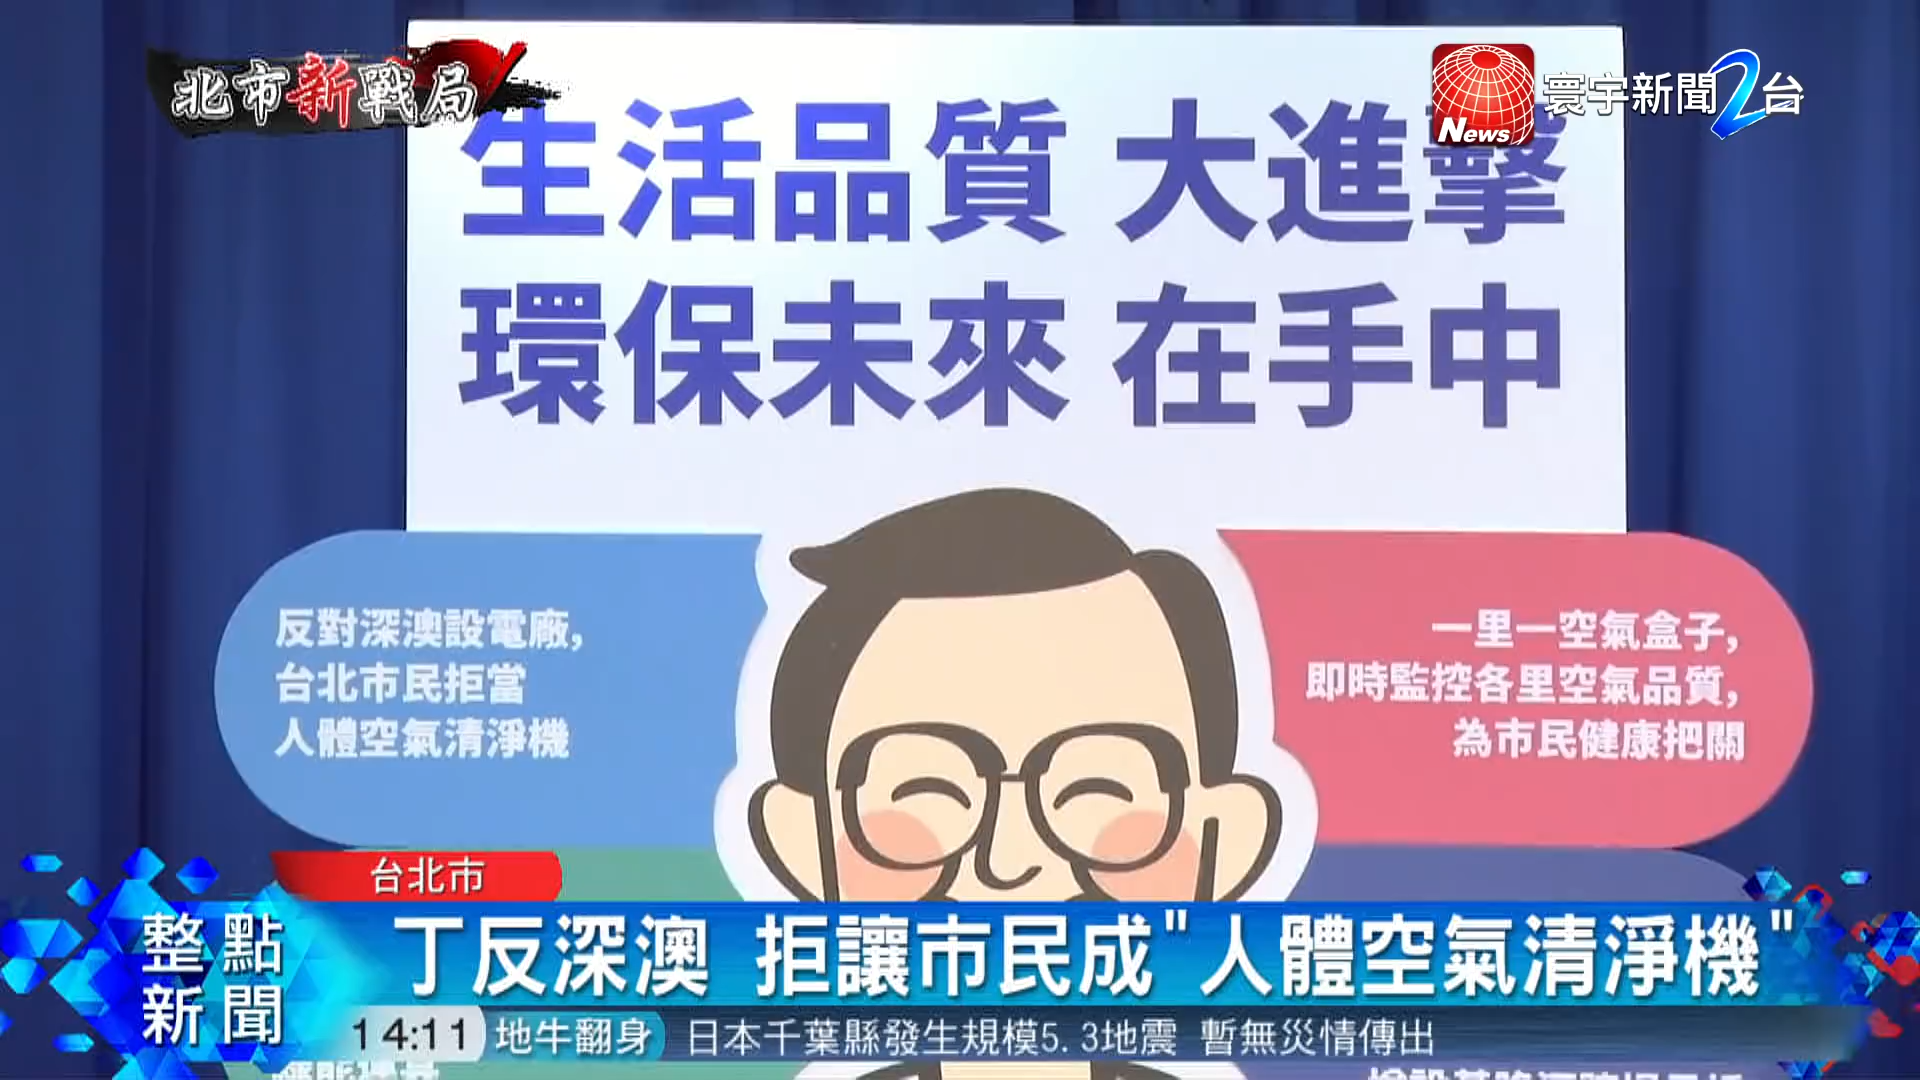 北市新戰局
News
寰宇新聞2台
生活品質 大進擊
環保未來 在手中
反對深澳設電廠,
台北市民拒當
人體空氣清淨機
一里一空氣盒子,
即時監控各里空氣品質,
為市民健康把關
台北市
整點
新聞
丁反深澳 拒讓市民成"人體空氣清淨機"
14:11 地牛翻身 日本千葉縣發生規模5.3地震 暫無災情傳出